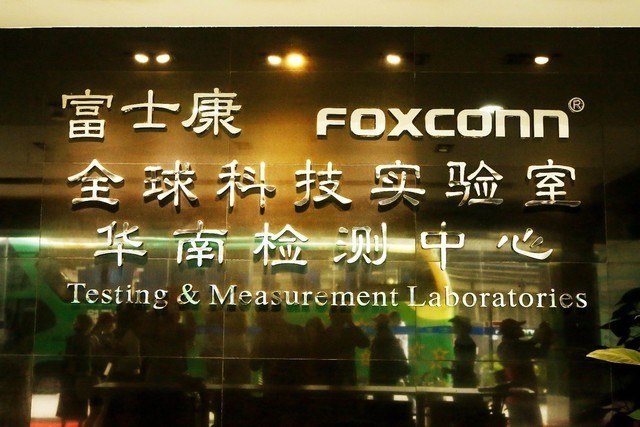 富士康 FOXCONN®
全球科技实验室
华南检测中心
Testing & Measurement Laboratories